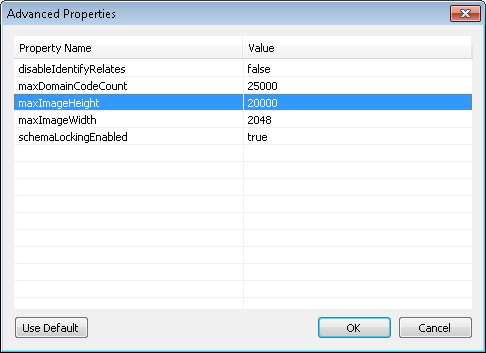 Advanced Properties
Property Name Value
disableIdentifyRelates false
maxDomainCodeCount 25000
maxImageHeight 20000
maxImageWidth 2048
schemaLockingEnabled true
Use Default OK Cancel